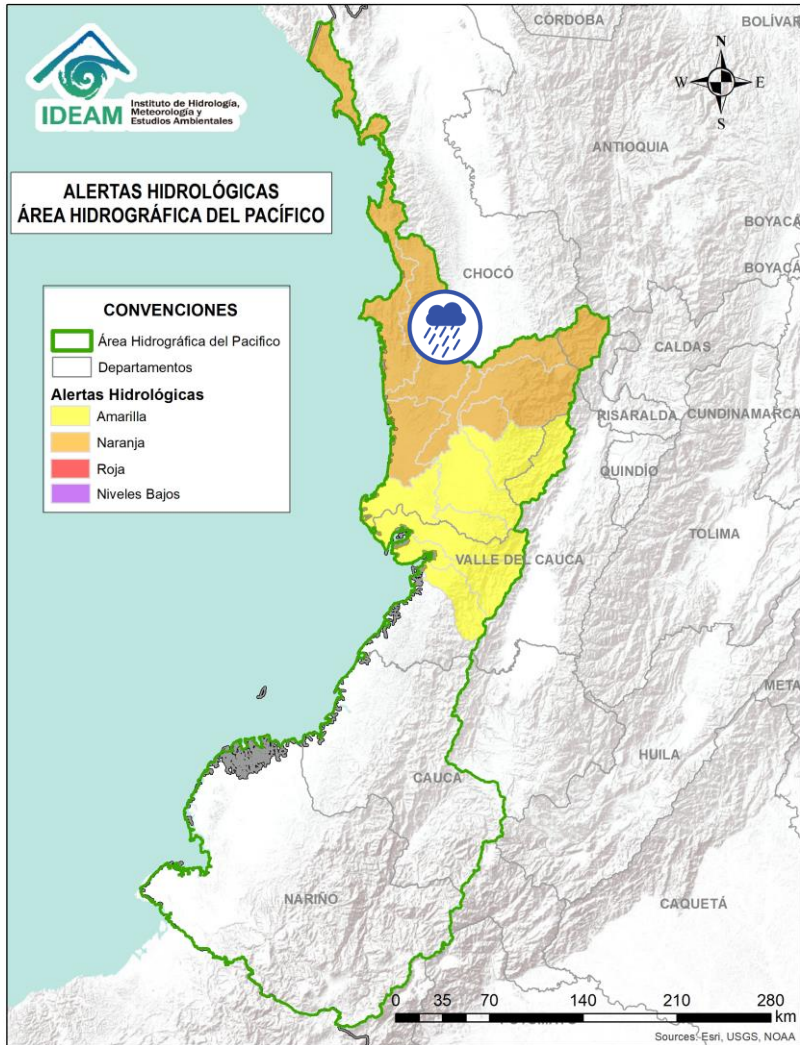 IDEAM
Instituto de Hidrología,
Meteorología y
Estudios Ambientales
ALERTAS HIDROLÓGICAS
ÁREA HIDROGRÁFICA DEL PACÍFICO
CONVENCIONES
Área Hidrográfica del Pacifico
Departamentos
Alertas Hidrológicas
Amarilla
Naranja
Roja
Niveles Bajos
N
W
E
S
CÓRDOBA
BOLÍVAR
ANTIOQUIA
BOYACÁ
CHOCÓ
BOYACÁ
CALDAS
RISARALDA
CUNDINAMARCA
QUINDÍO
TOLIMA
VALLE DEL CAUCA
META
HUILA
CAUCA
NARIÑO
CAQUETÁ
0 35 70 140 210 280
km
Sources: Esri, USGS, NOAA